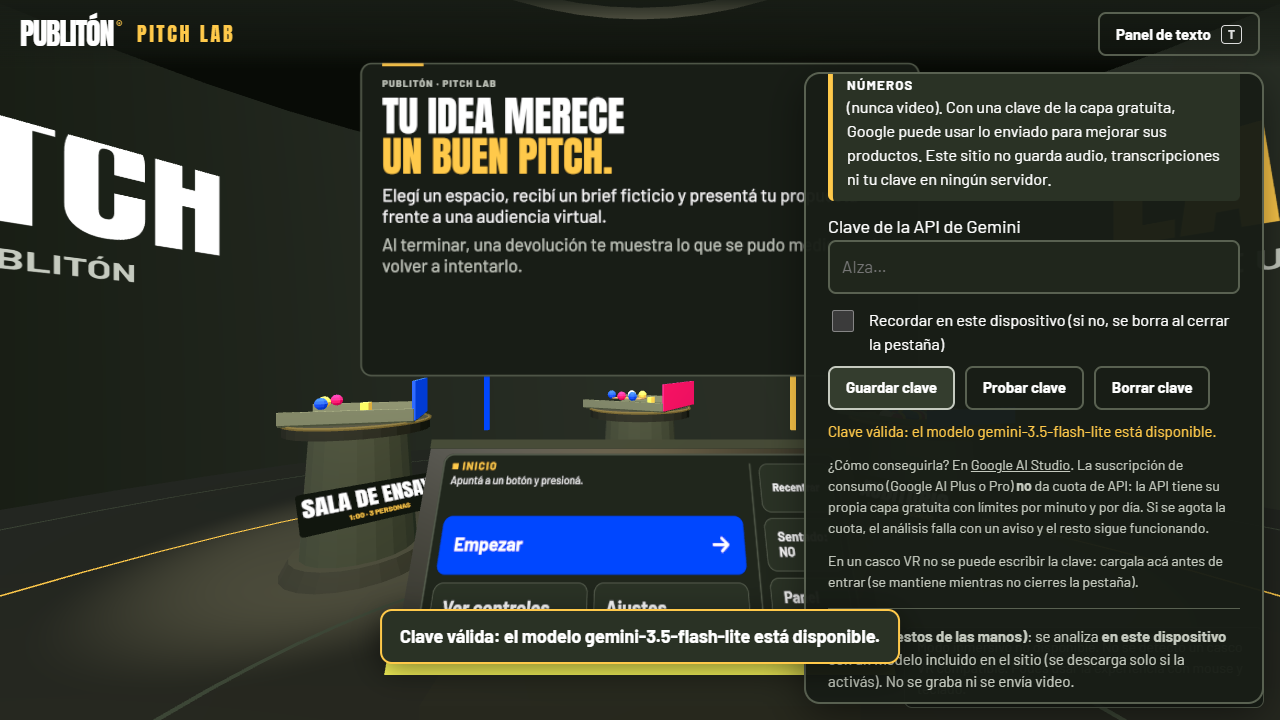 PUBLITÓN PITCH LAB
Panel de texto T
PUBLITÓN · PITCH LAB
TU IDEA MERECE
UN BUEN PITCH.
Elegí un espacio, recibí un brief ficticio y presentá tu
frente a una audiencia virtual.
Al terminar, una devolución te muestra lo que se pudo
volver a intentarlo.
TCH
BLITÓN
SALA DE
1:00 · 3 PERSONAS
INICIO
Apuntá a un botón y presioná.
Empezar
Ver controles
Ajustes
NO
NÚMEROS
(nunca video). Con una clave de la capa gratuita,
Google puede usar lo enviado para mejorar sus
productos. Este sitio no guarda audio, transcripciones
ni tu clave en ningún servidor.
Clave de la API de Gemini
AIza...
Recordar en este dispositivo (si no, se borra al cerrar
la pestaña)
Guardar clave
Probar clave
Borrar clave
Clave válida: el modelo gemini-3.5-flash-lite está disponible.
¿Cómo conseguirla? En Google AI Studio. La suscripción de
consumo (Google AI Plus o Pro) no da cuota de API: la API tiene su
propia capa gratuita con límites por minuto y por día. Si se agota la
cuota, el análisis falla con un aviso y el resto sigue funcionando.
En un casco VR no se puede escribir la clave: cargala acá antes de
entrar (se mantiene mientras no cierres la pestaña).
estos de las manos): se analiza en este dispositivo
modelo incluido en el sitio (se descarga solo si la
activás). No se graba ni se envía video.
Clave válida: el modelo gemini-3.5-flash-lite está disponible.